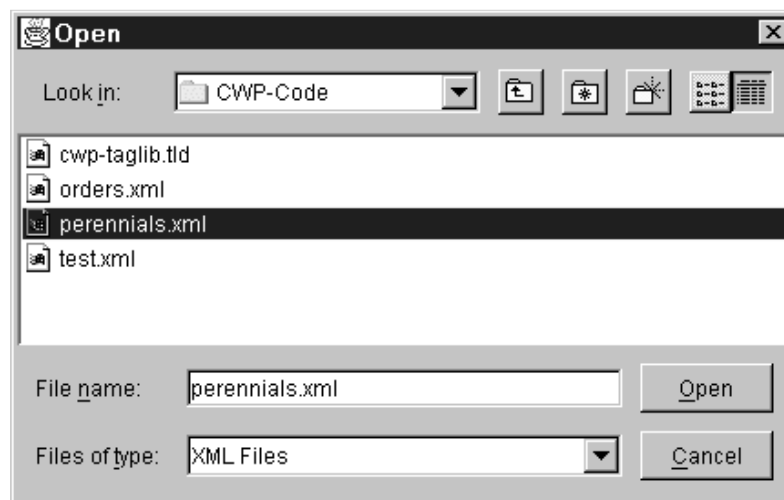 Open
Look in: CWP-Code
cwp-taglib.tld
orders.xml
perennials.xml
test.xml
File name: perennials.xml Open
Files of type: XML Files Cancel